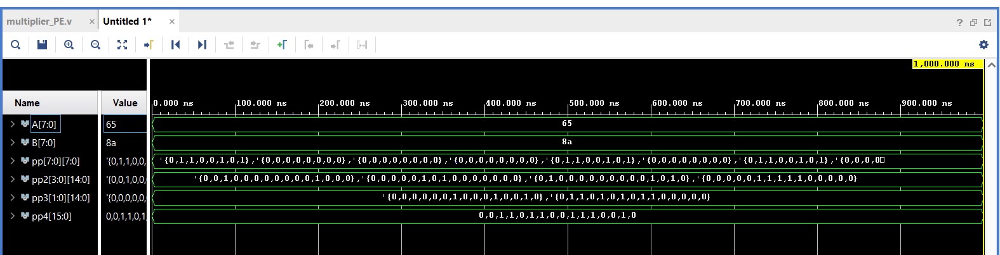 multiplier_PE.v × Untitled 1* ×
1,000.000 ns
Name Value 0.000 ns 100.000 ns 200.000 ns 300.000 ns 400.000 ns 500.000 ns 600.000 ns 700.000 ns 800.000 ns 900.000 ns
A[7:0] 65 65
B[7:0] 8a 8a
pp[7:0][7:0] '{0,1,1,0,0, '{0,1,1,0,0,1,0,1},'{0,0,0,0,0,0,0,0},'{0,0,0,0,0,0,0,0},'{0,0,0,0,0,0,0,0},'{0,1,1,0,0,1,0,1},'{0,0,0,0,0,0,0,0},'{0,1,1,0,0,1,0,1},'{0,0,0,0
pp2[3:0][14:0] '{0,0,1,0,0, '{0,0,1,0,0,0,0,0,0,0,1,0,0,0,0},'{0,0,0,0,0,1,0,1,0,0,0,0,0,0,0},'{0,1,0,0,0,0,0,0,0,0,1,0,1,0},'{0,0,0,0,0,1,1,1,1,1,0,0,0,0,0}
pp3[1:0][14:0] '{0,0,0,0,0, '{0,0,0,0,0,1,0,0,0,1,0,0,1,0},'{0,1,1,0,1,0,1,0,1,1,0,0,0,0,0}
pp4[15:0] 0,0,1,1,0,1, 0,0,1,1,0,1,1,0,0,1,1,1,0,0,1,0